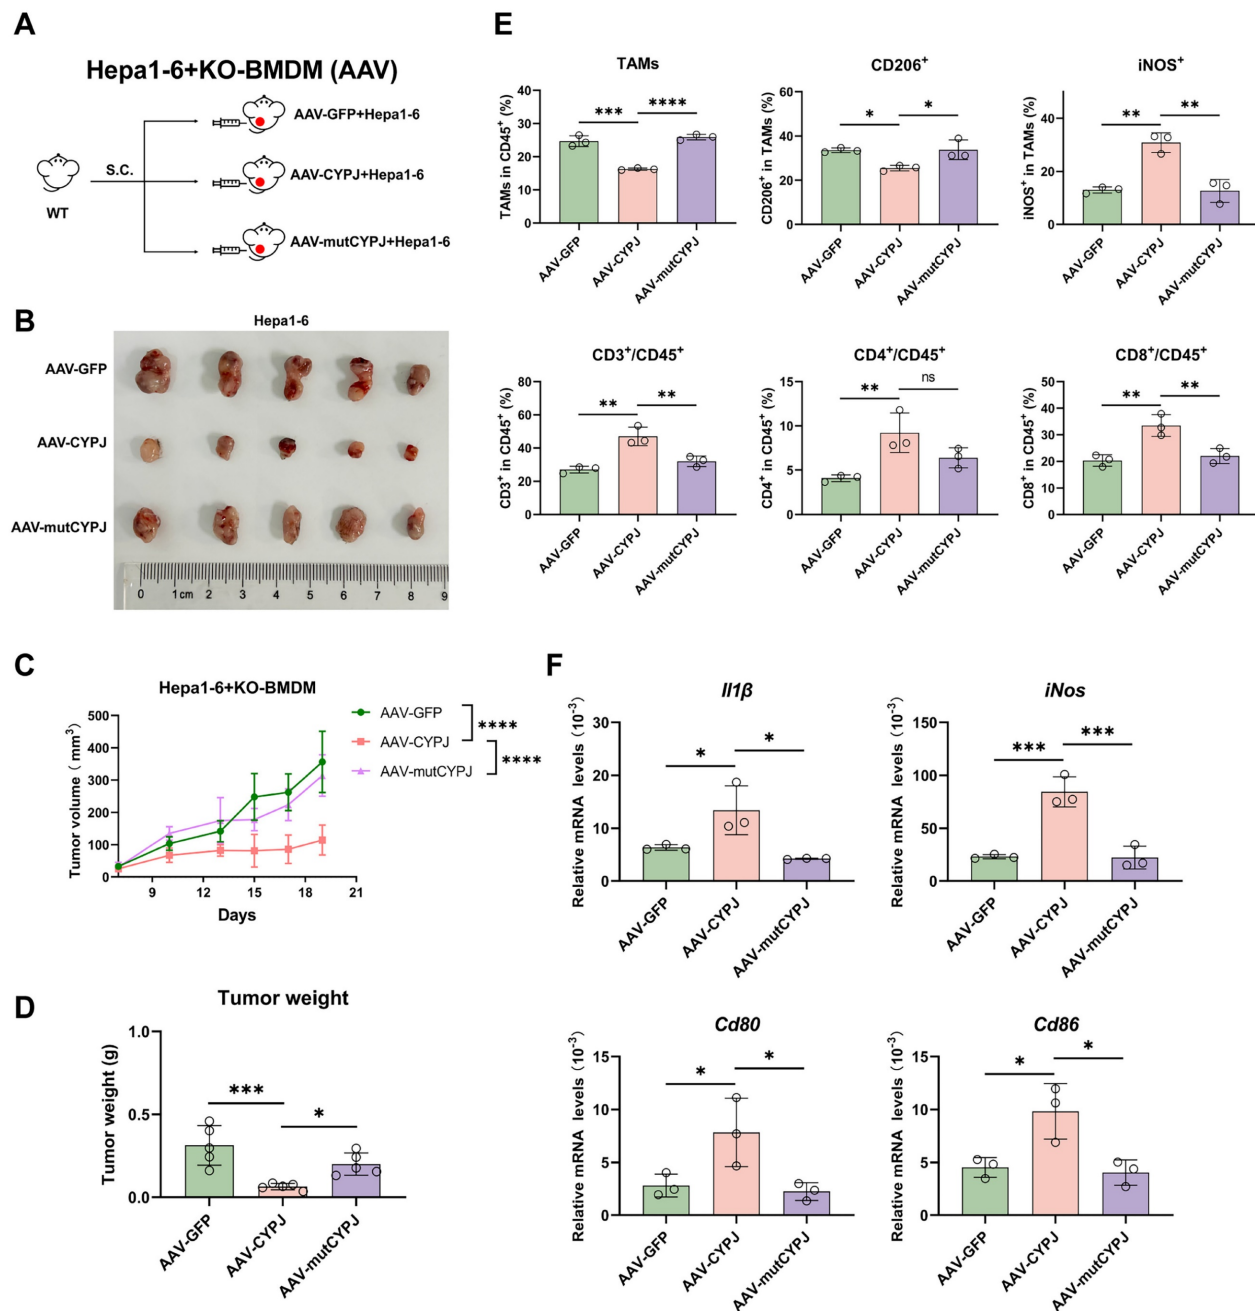 A
Hepa1-6+KO-BMDM (AAV)
WT
S.C.
AAV-GFP+Hepa1-6
AAV-CYPJ+Hepa1-6
AAV-mutCYPJ+Hepa1-6
B
Hepa1-6
AAV-GFP
AAV-CYPJ
AAV-mutCYPJ
0 1 cm 2 3 4 5 6 7 8 9
C
Hepa1-6+KO-BMDM
Tumor volume ( mm³)
500
400
300
200
100
0
9 12 15 18 21
Days
AAV-GFP
AAV-CYPJ
AAV-mutCYPJ
****
****
D
Tumor weight
Tumor weight (g)
1.0
0.5
0.0
***
*
AAV-GFP
AAV-CYPJ
AAV-mutCYPJ
E
TAMs
TAMs in CD45⁺ (%)
40
30
20
10
0
***
****
AAV-GFP
AAV-CYPJ
AAV-mutCYPJ
CD206⁺
CD206⁺ in TAMs (%)
60
40
20
0
*
*
AAV-GFP
AAV-CYPJ
AAV-mutCYPJ
iNOS⁺
iNOS⁺ in TAMs (%)
60
40
20
0
**
**
AAV-GFP
AAV-CYPJ
AAV-mutCYPJ
CD3⁺/CD45⁺
CD3⁺ in CD45⁺ (%)
80
60
40
20
0
**
**
AAV-GFP
AAV-CYPJ
AAV-mutCYPJ
CD4⁺/CD45⁺
CD4⁺ in CD45⁺ (%)
15
10
5
0
**
ns
AAV-GFP
AAV-CYPJ
AAV-mutCYPJ
CD8⁺/CD45⁺
CD8⁺ in CD45⁺ (%)
50
40
30
20
10
0
**
**
AAV-GFP
AAV-CYPJ
AAV-mutCYPJ
F
Il1β
Relative mRNA levels (10⁻³)
30
20
10
0
*
*
AAV-GFP
AAV-CYPJ
AAV-mutCYPJ
iNos
Relative mRNA levels (10⁻³)
150
100
50
0
***
***
AAV-GFP
AAV-CYPJ
AAV-mutCYPJ
Cd80
Relative mRNA levels (10⁻³)
15
10
5
0
*
*
AAV-GFP
AAV-CYPJ
AAV-mutCYPJ
Cd86
Relative mRNA levels (10⁻³)
15
10
5
0
*
*
AAV-GFP
AAV-CYPJ
AAV-mutCYPJ